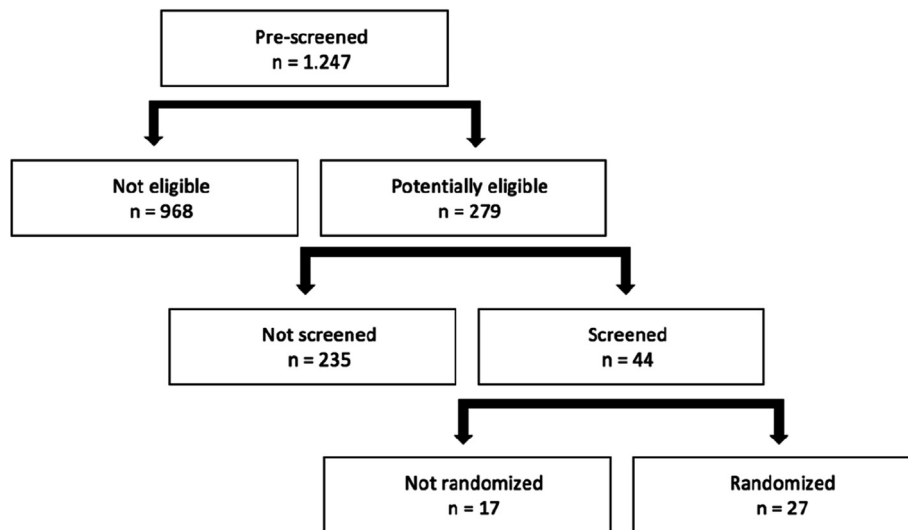 Pre-screened
n = 1.247
Not eligible
n = 968
Potentially eligible
n = 279
Not screened
n = 235
Screened
n = 44
Not randomized
n = 17
Randomized
n = 27